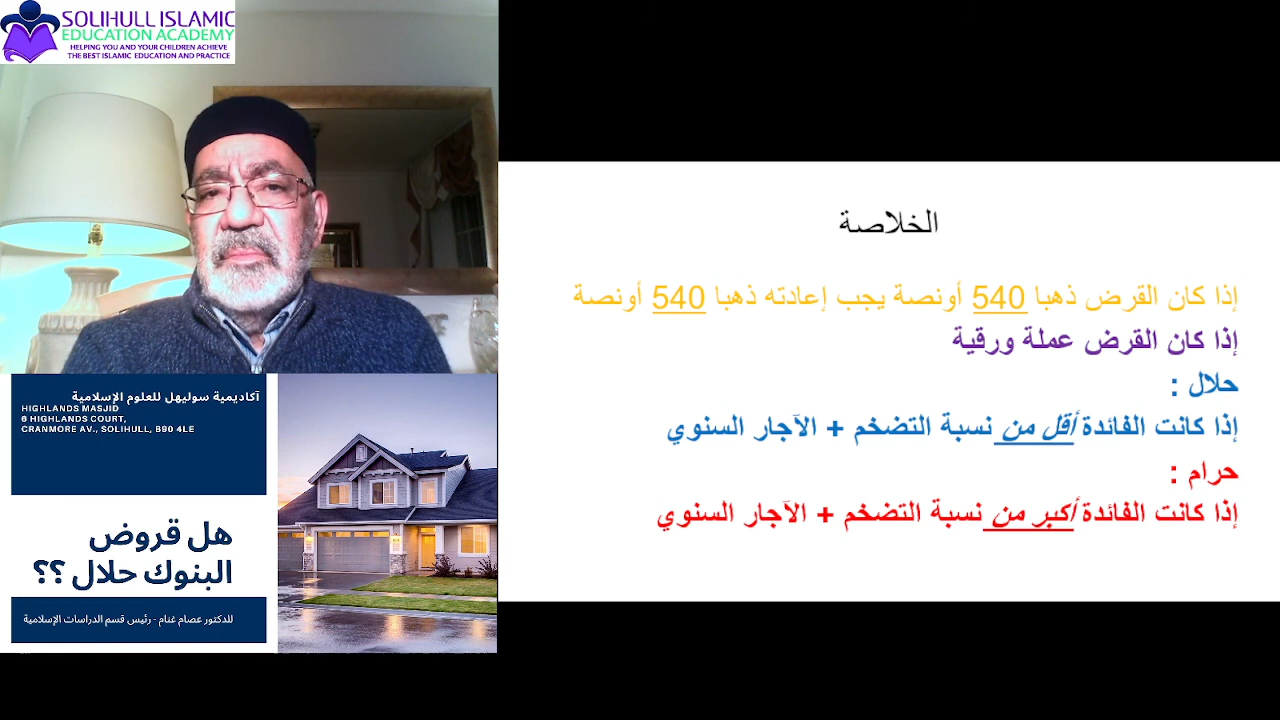 SOLIHULL ISLAMIC
EDUCATION ACADEMY
HELPING YOU AND YOUR CHILDREN ACHIEVE
THE BEST ISLAMIC EDUCATION AND PRACTICE
آكاديمية سوليهل للعلوم الإسلامية
HIGHLANDS MASJID
6 HIGHLANDS COURT,
CRANMORE AV., SOLIHULL, B90 4LE
هل قروض
البنوك حلال ؟؟
للدكتور عصام غنام - رئيس قسم الدراسات الإسلامية
الخلاصة
إذا كان القرض ذهبا 540 أونصة يجب إعادته ذهبا 540 أونصة
إذا كان القرض عملة ورقية
حلال :
إذا كانت الفائدة أقل من نسبة التضخم + الآجار السنوي
حرام :
إذا كانت الفائدة أكبر من نسبة التضخم + الآجار السنوي